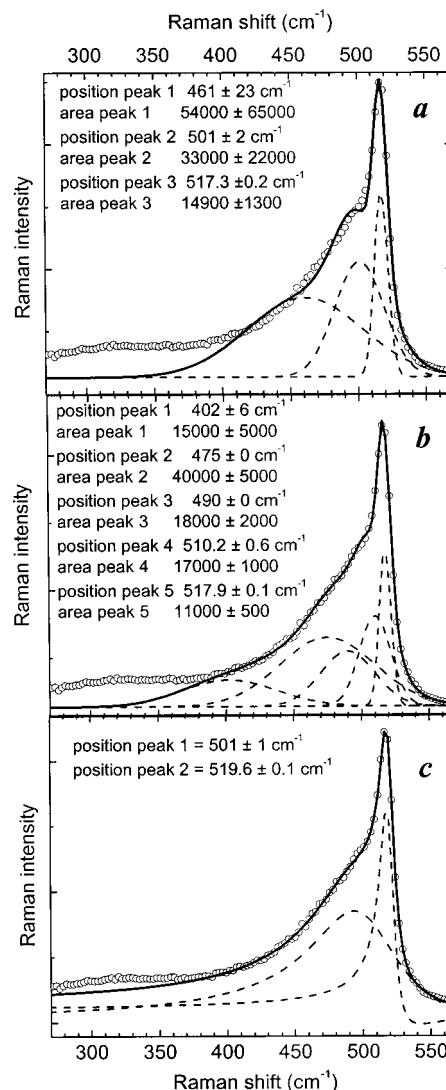 Raman shift (cm⁻¹)
300 350 400 450 500 550
a
position peak 1 461 ± 23 cm⁻¹
area peak 1 54000 ± 65000
position peak 2 501 ± 2 cm⁻¹
area peak 2 33000 ± 22000
position peak 3 517.3 ±0.2 cm⁻¹
area peak 3 14900 ±1300
Raman intensity
b
position peak 1 402 ± 6 cm⁻¹
area peak 1 15000 ± 5000
position peak 2 475 ± 0 cm⁻¹
area peak 2 40000 ± 5000
position peak 3 490 ± 0 cm⁻¹
area peak 3 18000 ± 2000
position peak 4 510.2 ± 0.6 cm⁻¹
area peak 4 17000 ± 1000
position peak 5 517.9 ± 0.1 cm⁻¹
area peak 5 11000 ± 500
Raman intensity
c
position peak 1 = 501 ± 1 cm⁻¹
position peak 2 = 519.6 ± 0.1 cm⁻¹
Raman intensity
300 350 400 450 500 550
Raman shift (cm⁻¹)